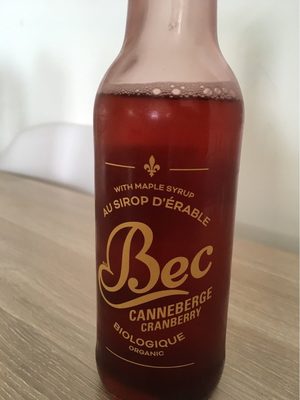 WITH MAPLE SYRUP
AU SIROP D'ÉRABLE
Bec
CANNEBERGE
CRANBERRY
BIOLOGIQUE
ORGANIC